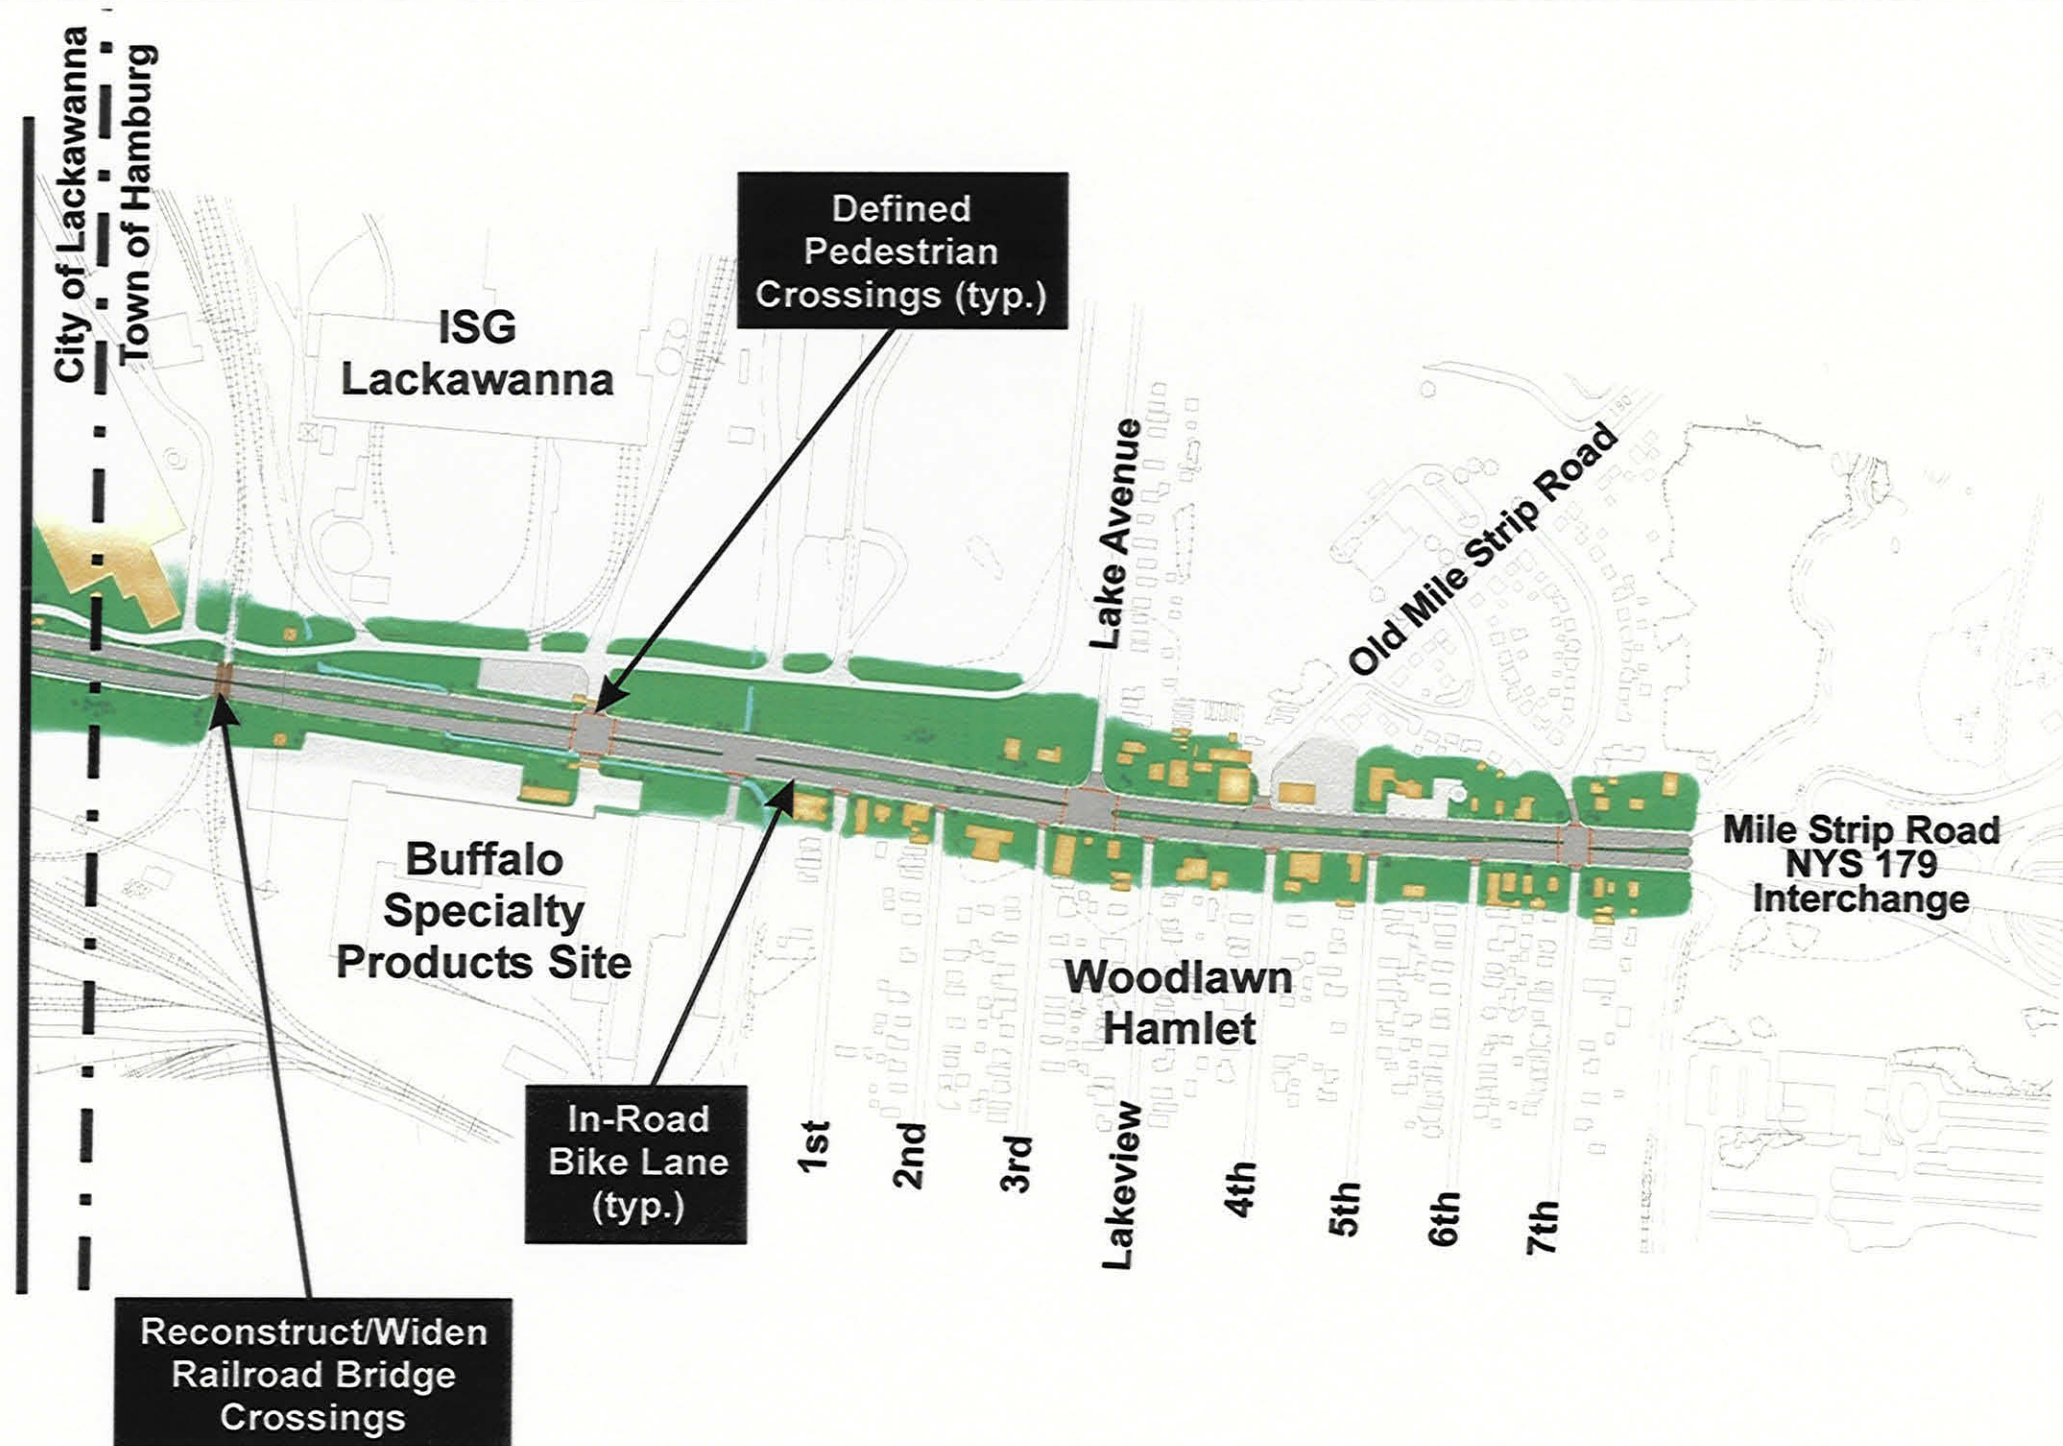 City of Lackawanna
Town of Hamburg
ISG
Lackawanna
Defined
Pedestrian
Crossings (typ.)
Lake Avenue
Old Mile Strip Road
Mile Strip Road
NYS 179
Interchange
Buffalo
Specialty
Products Site
Woodlawn
Hamlet
In-Road
Bike Lane
(typ.)
1st
2nd
3rd
Lakeview
4th
5th
6th
7th
Reconstruct/Widen
Railroad Bridge
Crossings